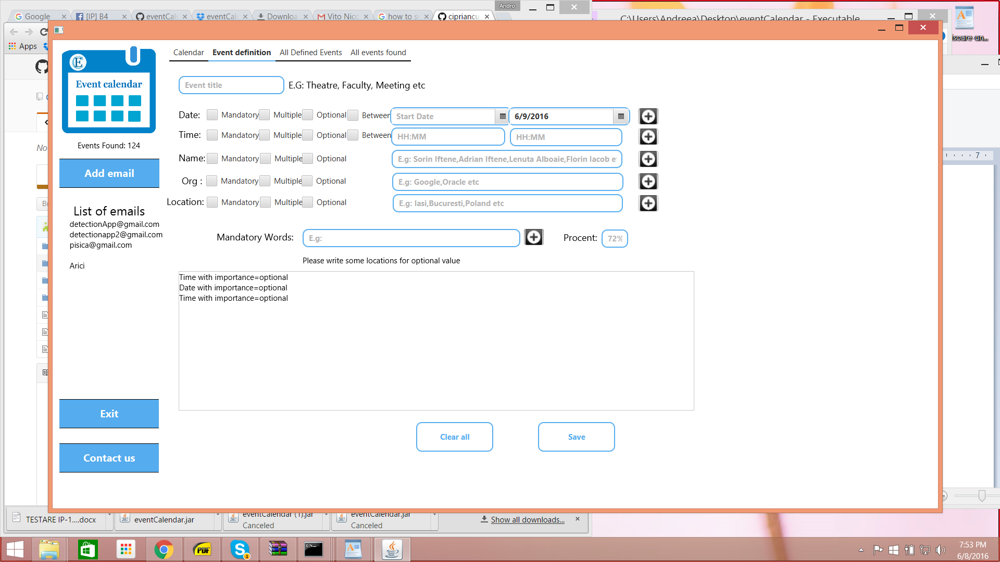 Andro
Google
[IP] B4
eventCal
eventCal
Downloa
Vito Nicc
how to s
cipriancu
C:\Users\Andreea\Desktop\eventCalendar - Executable
isoare-un...
Apps
Calendar
Event definition
All Defined Events
All events found
E
Event calendar
Event title
E.G: Theatre, Faculty, Meeting etc
Date:
Mandatory
Multiple
Optional
Between
Start Date
6/9/2016
Time:
Mandatory
Multiple
Optional
Between
HH:MM
HH:MM
Events Found: 124
No
Name:
Mandatory
Multiple
Optional
E.g: Sorin Iftene,Adrian Iftene,Lenuta Alboaie,Florin Iacob e
7
Add email
Org :
Mandatory
Multiple
Optional
E.g: Google,Oracle etc
Location:
Mandatory
Multiple
Optional
E.g: Iasi,Bucuresti,Poland etc
Br
List of emails
detectionApp@gmail.com
detectionapp2@gmail.com
pisica@gmail.com
Arici
Mandatory Words:
E.g:
Procent:
72%
Please write some locations for optional value
Time with importance=optional
Date with importance=optional
Time with importance=optional
Exit
Clear all
Save
Contact us
TESTARE IP-1....docx
eventCalendar.jar
eventCalendar (1).jar
Canceled
eventCalendar.jar
Canceled
Show all downloads...
PDF
1
7:53 PM
6/8/2016